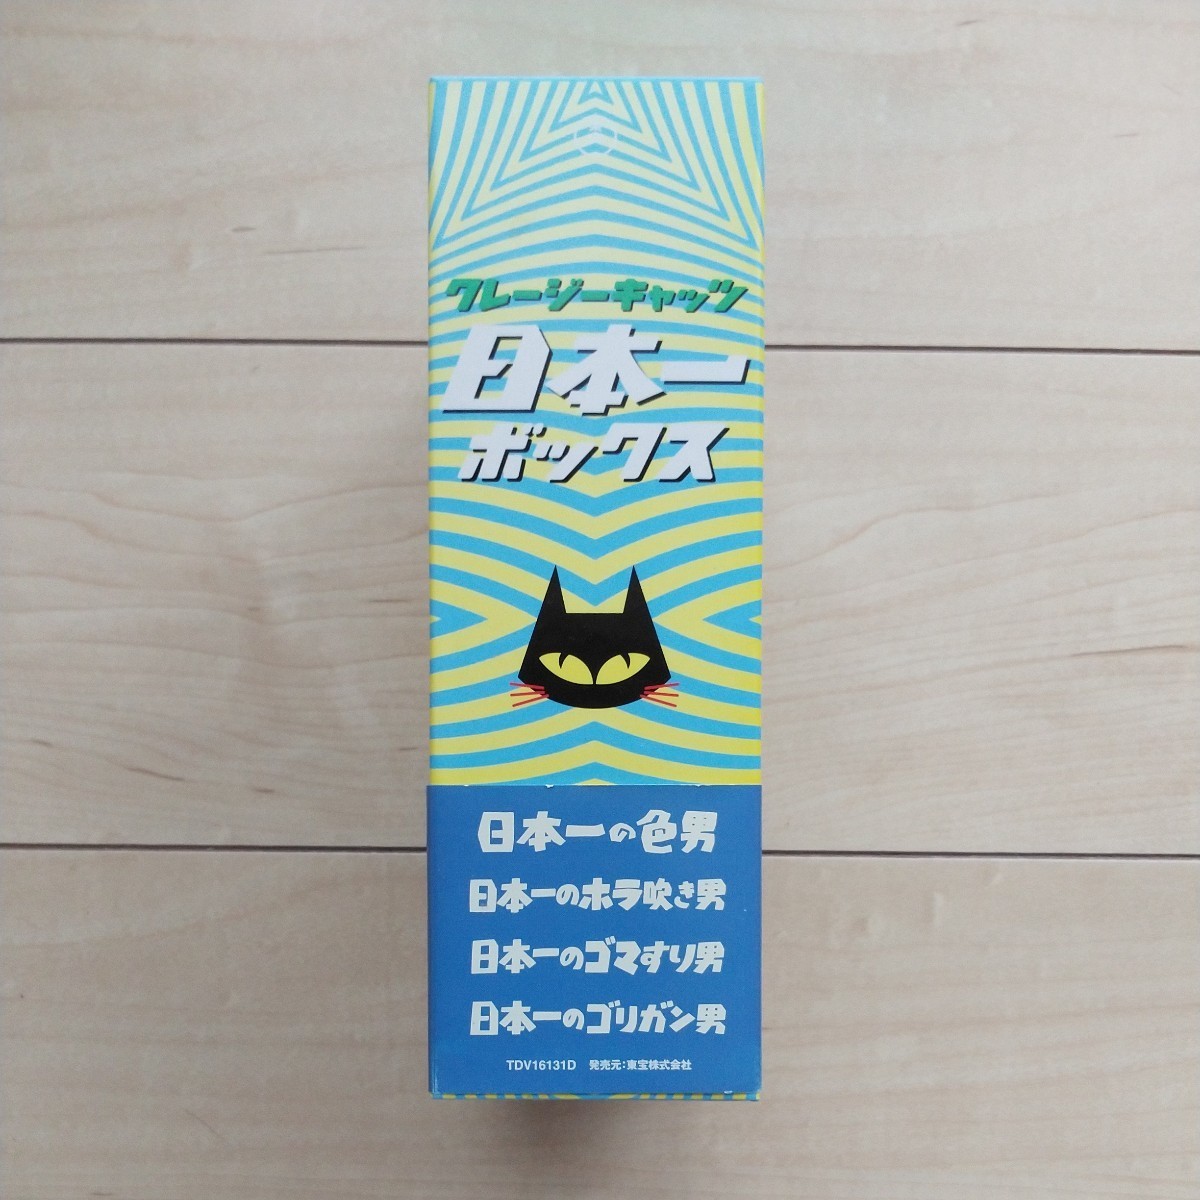 クレージーキャッツ
日本一
ボックス
日本一の色男
日本一のホラ吹き男
日本一のゴマすり男
日本一のゴリガン男
TDV16131D 発売元:東宝株式会社